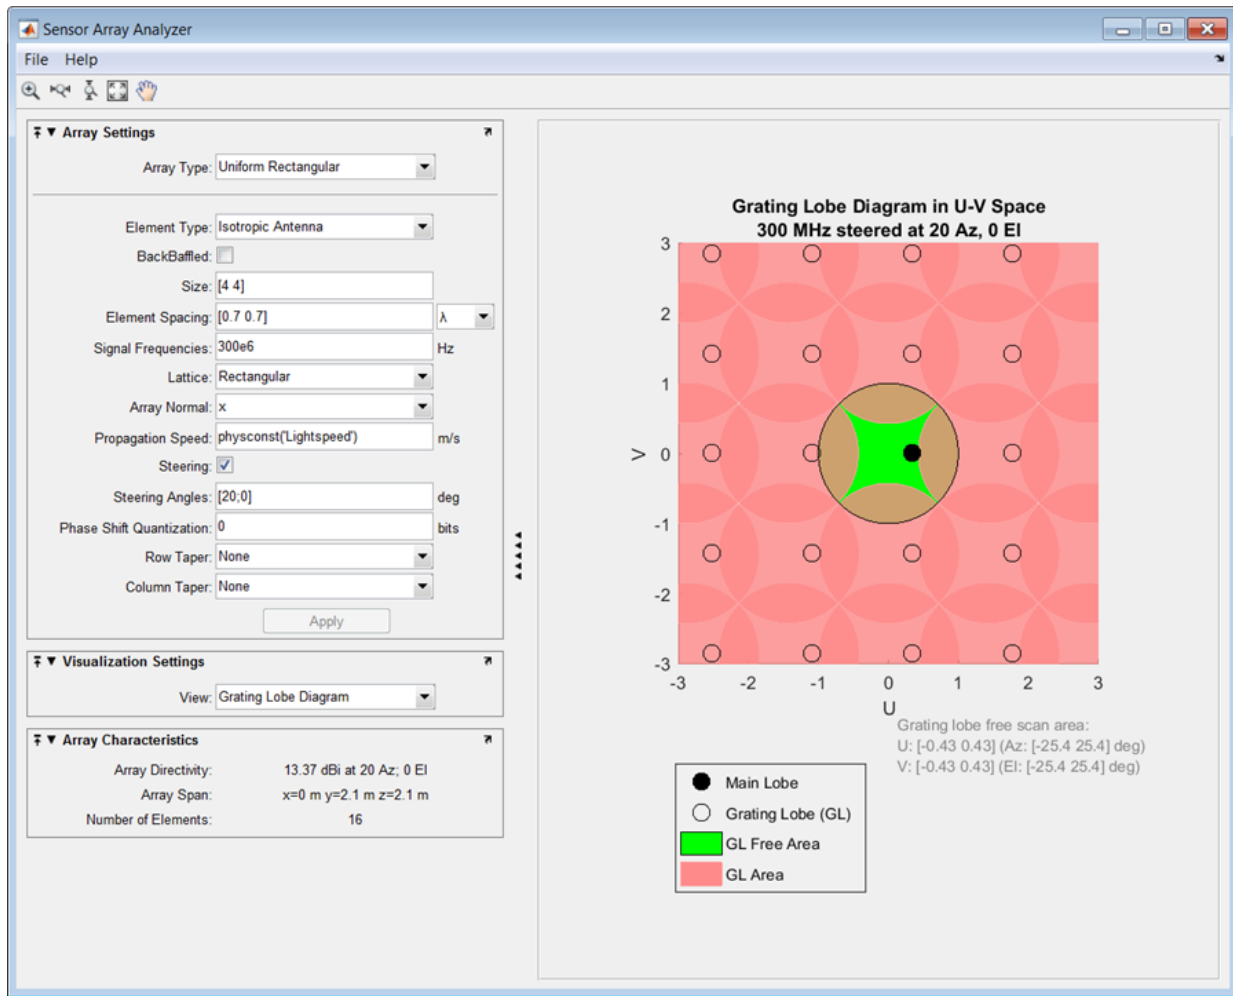 Sensor Array Analyzer
File Help
Array Settings
Array Type: Uniform Rectangular
Element Type: Isotropic Antenna
BackBaffled:
Size: [4 4]
Element Spacing: [0.7 0.7] λ
Signal Frequencies: 300e6 Hz
Lattice: Rectangular
Array Normal: x
Propagation Speed: physconst('Lightspeed') m/s
Steering:
Steering Angles: [20;0] deg
Phase Shift Quantization: 0 bits
Row Taper: None
Column Taper: None
Apply
Visualization Settings
View: Grating Lobe Diagram
Array Characteristics
Array Directivity: 13.37 dBi at 20 Az; 0 El
Array Span: x=0 m y=2.1 m z=2.1 m
Number of Elements: 16
Grating Lobe Diagram in U-V Space
300 MHz steered at 20 Az, 0 El
3
2
1
0
-1
-2
-3
V
-3 -2 -1 0 1 2 3
U
Grating lobe free scan area:
U: [-0.43 0.43] (Az: [-25.4 25.4] deg)
V: [-0.43 0.43] (El: [-25.4 25.4] deg)
Main Lobe
Grating Lobe (GL)
GL Free Area
GL Area